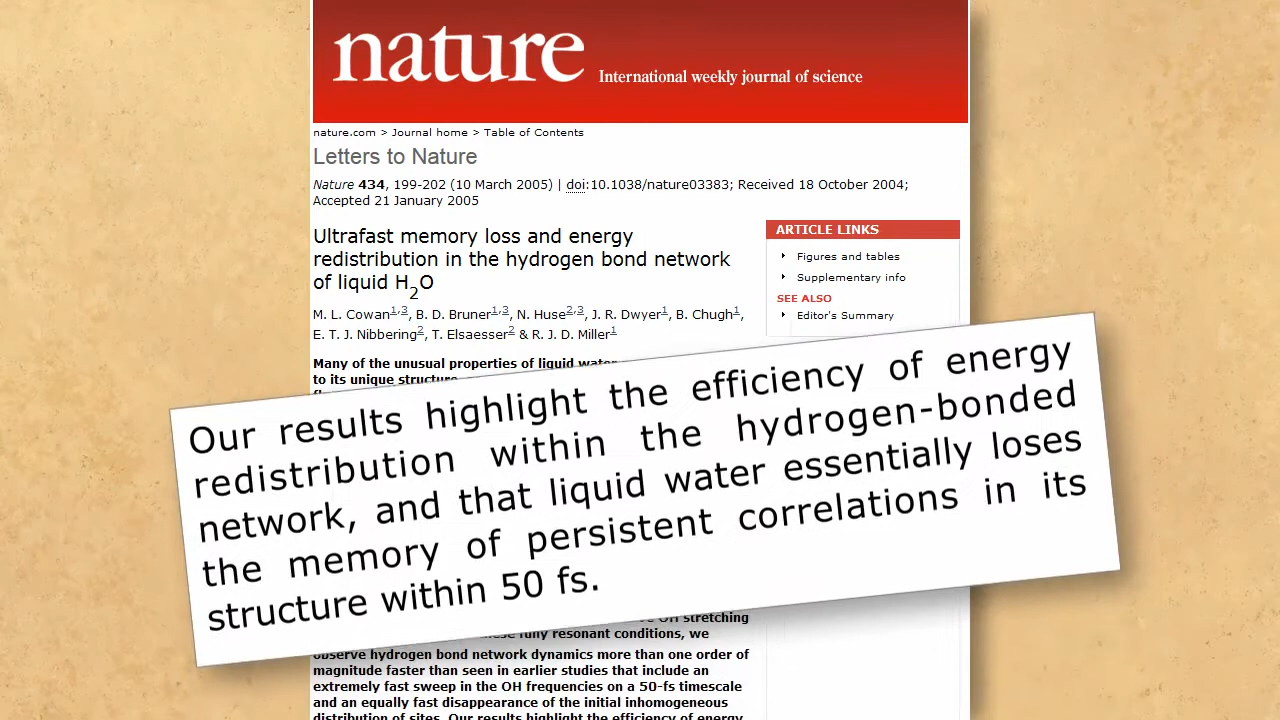 nature International weekly journal of science
nature.com > Journal home > Table of Contents
Letters to Nature
Nature 434, 199-202 (10 March 2005) | doi:10.1038/nature03383; Received 18 October 2004;
Accepted 21 January 2005
Ultrafast memory loss and energy
redistribution in the hydrogen bond network
of liquid H2O
M. L. Cowan1,3, B. D. Bruner1,3, N. Huse2,3, J. R. Dwyer1, B. Chugh1,
E. T. J. Nibbering2, T. Elsaesser2 & R. J. D. Miller1
ARTICLE LINKS
Figures and tables
Supplementary info
SEE ALSO
Editor's Summary
Many of the unusual properties of liquid water
to its unique structure
Our results highlight the efficiency of energy
redistribution within the hydrogen-bonded
network, and that liquid water essentially loses
the memory of persistent correlations in its
structure within 50 fs.
OH stretching
fully resonant conditions, we
observe hydrogen bond network dynamics more than one order of
magnitude faster than seen in earlier studies that include an
extremely fast sweep in the OH frequencies on a 50-fs timescale
and an equally fast disappearance of the initial inhomogeneous
distribution of sites. Our results highlight the efficiency of energy